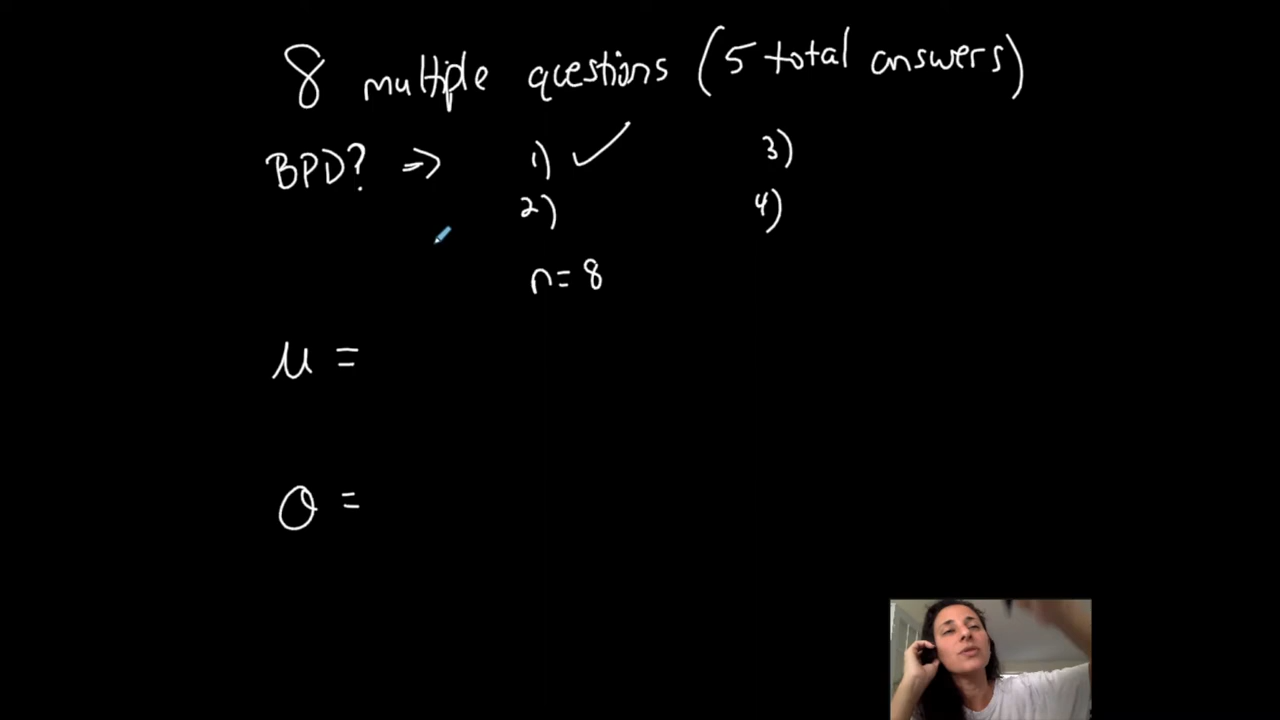 8 multiple questions (5 total answers)
BPD? => 1) ✓ 3)
2) 4)
n = 8
μ =
σ =